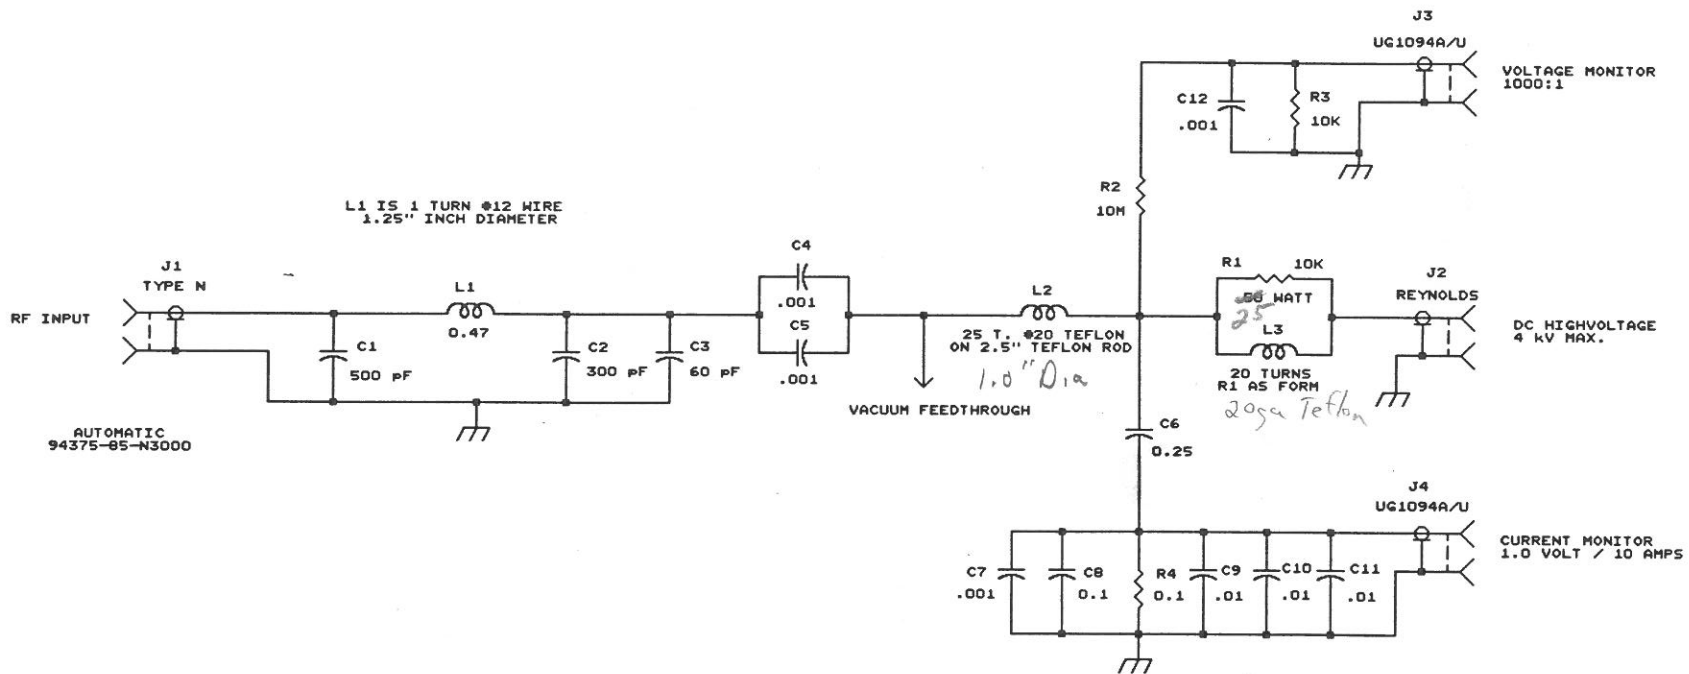 J3
UG1094A/U
VOLTAGE MONITOR
1000:1
C12
.001
R3
10K
R2
10M
L1 IS 1 TURN #12 WIRE
1.25" INCH DIAMETER
J1
TYPE N
RF INPUT
L1
0.47
C1
500 pF
C2
300 pF
C3
60 pF
C4
.001
C5
.001
AUTOMATIC
94375-85-N3000
VACUUM FEEDTHROUGH
L2
25 T. #20 TEFLON
ON 2.5" TEFLON ROD
1.0" Dia
R1
10K
WATT
25
L3
20 TURNS
R1 AS FORM
20ga Teflon
J2
REYNOLDS
DC HIGHVOLTAGE
4 kV MAX.
C6
0.25
J4
UG1094A/U
CURRENT MONITOR
1.0 VOLT / 10 AMPS
C7
.001
C8
0.1
R4
0.1
C9
.01
C10
.01
C11
.01